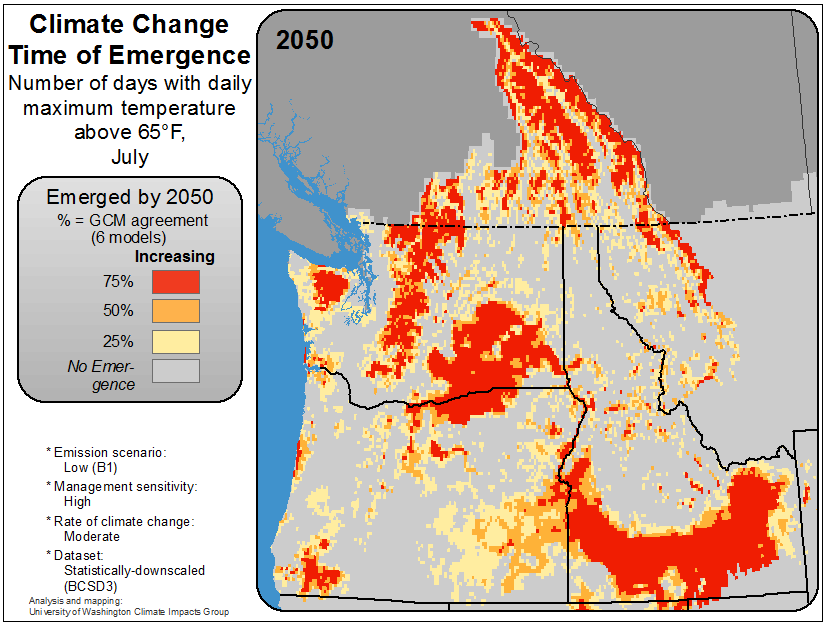 Climate Change
Time of Emergence
Number of days with daily
maximum temperature
above 65°F,
July
Emerged by 2050
% = GCM agreement
(6 models)
Increasing
75%
50%
25%
No Emer-
gence
* Emission scenario:
Low (B1)
* Management sensitivity:
High
* Rate of climate change:
Moderate
* Dataset:
Statistically-downscaled
(BCSD3)
Analysis and mapping:
University of Washington Climate Impacts Group
2050